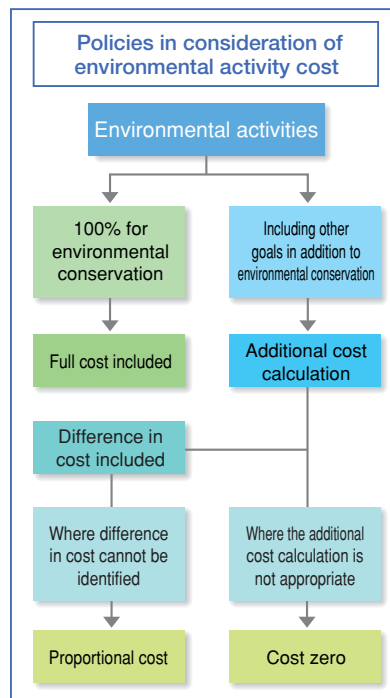 Policies in consideration of
environmental activity cost
Environmental activities
100% for
environmental
conservation
Including other
goals in addition to
environmental conservation
Full cost included
Additional cost
calculation
Difference in
cost included
Where difference
in cost cannot be
identified
Where the additional
cost calculation is
not appropriate
Proportional cost
Cost zero